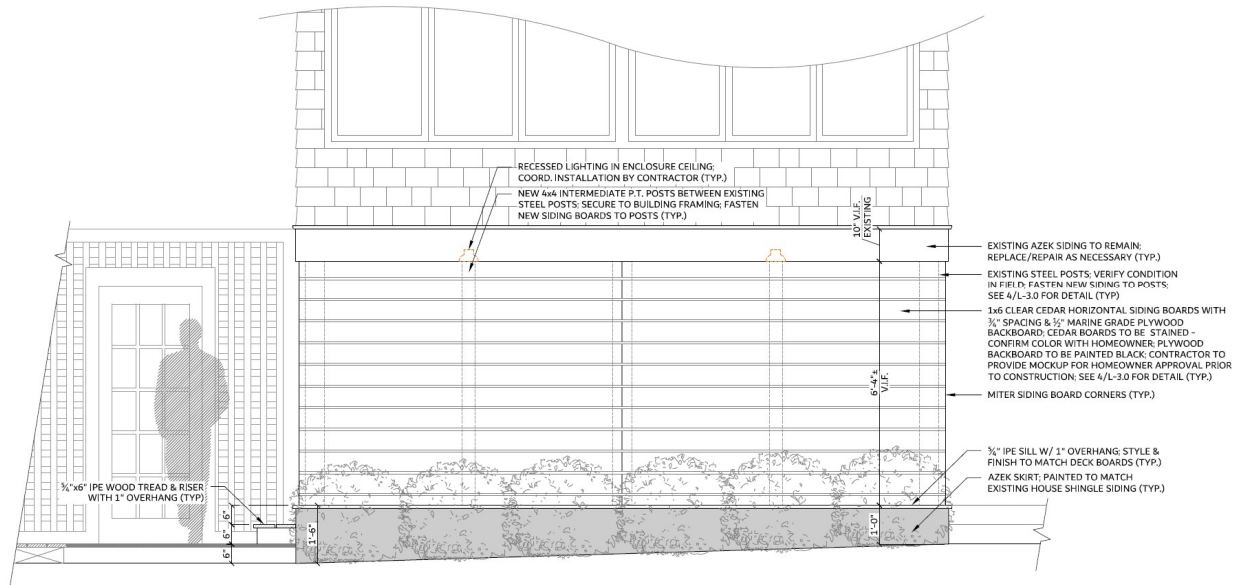 RECESSED LIGHTING IN ENCLOSURE CEILING;
COORD. INSTALLATION BY CONTRACTOR (TYP.)
NEW 4x4 INTERMEDIATE P.T. POSTS BETWEEN EXISTING
STEEL POSTS; SECURE TO BUILDING FRAMING; FASTEN
NEW SIDING BOARDS TO POSTS (TYP.)
10" V.I.F.
EXISTING
EXISTING AZEK SIDING TO REMAIN;
REPLACE/REPAIR AS NECESSARY (TYP.)
EXISTING STEEL POSTS; VERIFY CONDITION
IN FIELD; FASTEN NEW SIDING TO POSTS;
SEE 4/L-3.0 FOR DETAIL (TYP)
1x6 CLEAR CEDAR HORIZONTAL SIDING BOARDS WITH
SPACING & ½" MARINE GRADE PLYWOOD
BACKBOARD; CEDAR BOARDS TO BE STAINED -
CONFIRM COLOR WITH HOMEOWNER; PLYWOOD
BACKBOARD TO BE PAINTED BLACK; CONTRACTOR TO
PROVIDE MOCKUP FOR HOMEOWNER APPROVAL PRIOR
TO CONSTRUCTION; SEE 4/L-3.0 FOR DETAIL (TYP.)
6'-4"±
V.I.F.
MITER SIDING BOARD CORNERS (TYP.)
IPE SILL W/ 1" OVERHANG; STYLE &
FINISH TO MATCH DECK BOARDS (TYP.)
AZEK SKIRT; PAINTED TO MATCH
EXISTING HOUSE SHINGLE SIDING (TYP.)
IPE WOOD TREAD & RISER
WITH 1" OVERHANG (TYP)
6"
6"
6"
1'-6"
1'-0"